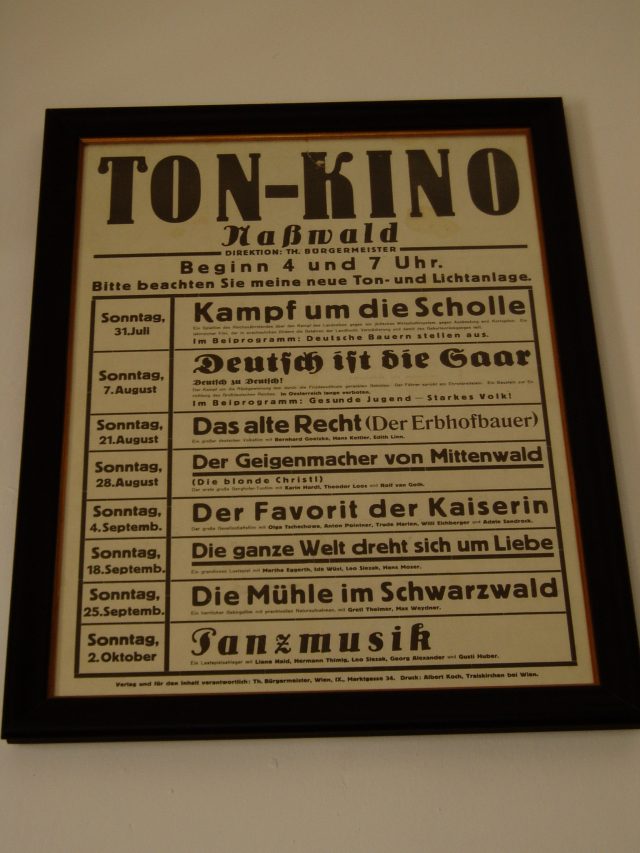 TON-KINO
Naßwald
DIREKTION: TH. BÜRGERMEISTER
Beginn 4 und 7 Uhr.
Bitte beachten Sie meine neue Ton- und Lichtanlage.
Sonntag,
31.Juli
Kampf um die Scholle
Im Beiprogramm: Deutsche Bauern stellen aus.
Sonntag,
7.August
Deutsch ist die Saar
Deutsch zu Deutsch!
In Oesterreich lange verboten.
Im Beiprogramm: Gesunde Jugend — Starkes Volk!
Sonntag,
21.August
Das alte Recht (Der Erbhofbauer)
Ein großer deutscher Volksfilm mit Bernhard Goetzke, Hans Kettler, Edith Linn.
Sonntag,
28.August
Der Geigenmacher von Mittenwald
(Die blonde Christl)
Der erste große Ganghofer-Tonfilm mit Karin Hardt, Theodor Loos und Rolf van Goth.
Sonntag,
4.Septemb.
Der Favorit der Kaiserin
Der große Gesellschaftsfilm mit Olga Tschechowa, Anton Pointner, Trude Marlen, Willi Eichberger und Adele Sandrock.
Sonntag,
18.Septemb.
Die ganze Welt dreht sich um Liebe
Ein grandioses Lustspiel mit Martha Eggerth, Ida Wüst, Leo Slezak, Hans Moser.
Sonntag,
25.Septemb.
Die Mühle im Schwarzwald
mit Gretl Theimer, Max Weydner.
Sonntag,
2.Oktober
Tanzmusik
Ein Lustspielschlager mit Liane Haid, Hermann Thimig, Leo Slezak, Georg Alexander und Gusti Huber.
Verlag und für den Inhalt verantwortlich: Th. Bürgermeister, Wien, IX., Marktgasse 34. Druck: Albert Koch, Traiskirchen bei Wien.